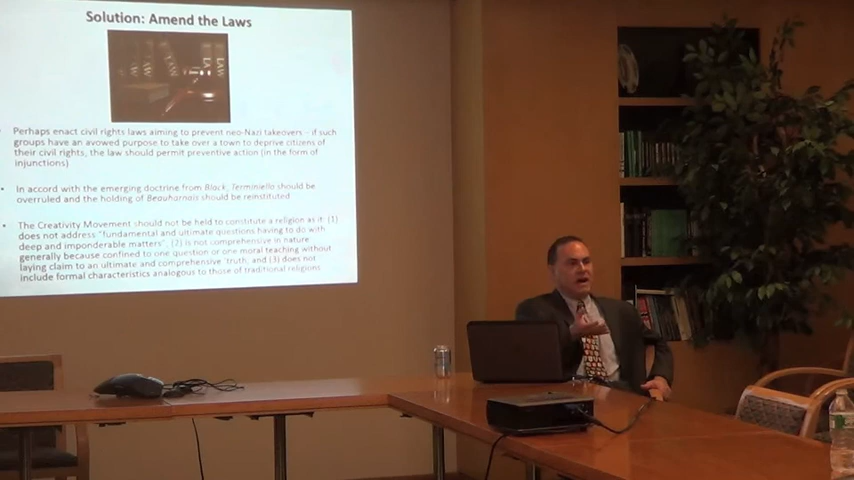 Solution: Amend the Laws
LAW
Perhaps enact civil rights laws aiming to prevent neo-Nazi takeovers – if such
groups have an avowed purpose to take over a town to deprive citizens of
their civil rights, the law should permit preventive action (in the form of
injunctions)
In accord with the emerging doctrine from Black, Terminiello should be
overruled and the holding of Beauharnais should be reinstituted
The Creativity Movement should not be held to constitute a religion as it: (1)
does not address "fundamental and ultimate questions having to do with
deep and imponderable matters", (2) is not comprehensive in nature
generally because confined to one question or one moral teaching without
laying claim to an ultimate and comprehensive 'truth, and (3) does not
include formal characteristics analogous to those of traditional religions